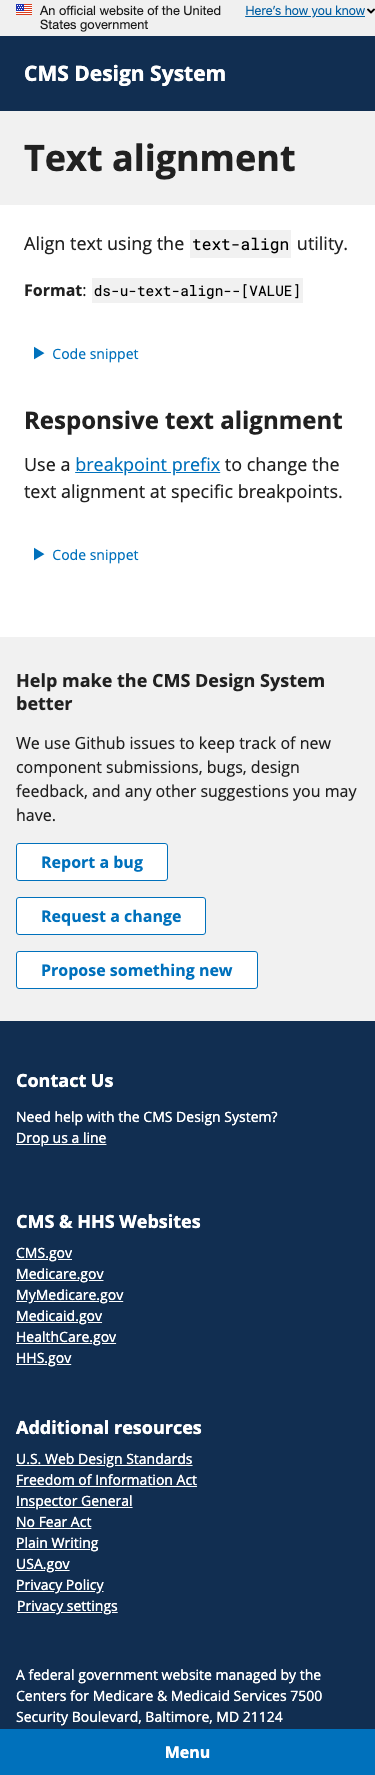 An official website of the United
States government
Here's how you know
CMS Design System
Text alignment
Align text using the text-align utility.
Format: ds-u-text-align--[VALUE]
Code snippet
Responsive text alignment
Use a breakpoint prefix to change the
text alignment at specific breakpoints.
Code snippet
Help make the CMS Design System
better
We use Github issues to keep track of new
component submissions, bugs, design
feedback, and any other suggestions you may
have.
Report a bug
Request a change
Propose something new
Contact Us
Need help with the CMS Design System?
Drop us a line
CMS & HHS Websites
CMS.gov
Medicare.gov
MyMedicare.gov
Medicaid.gov
HealthCare.gov
HHS.gov
Additional resources
U.S. Web Design Standards
Freedom of Information Act
Inspector General
No Fear Act
Plain Writing
USA.gov
Privacy Policy
Privacy settings
A federal government website managed by the
Centers for Medicare & Medicaid Services 7500
Security Boulevard, Baltimore, MD 21124
Menu